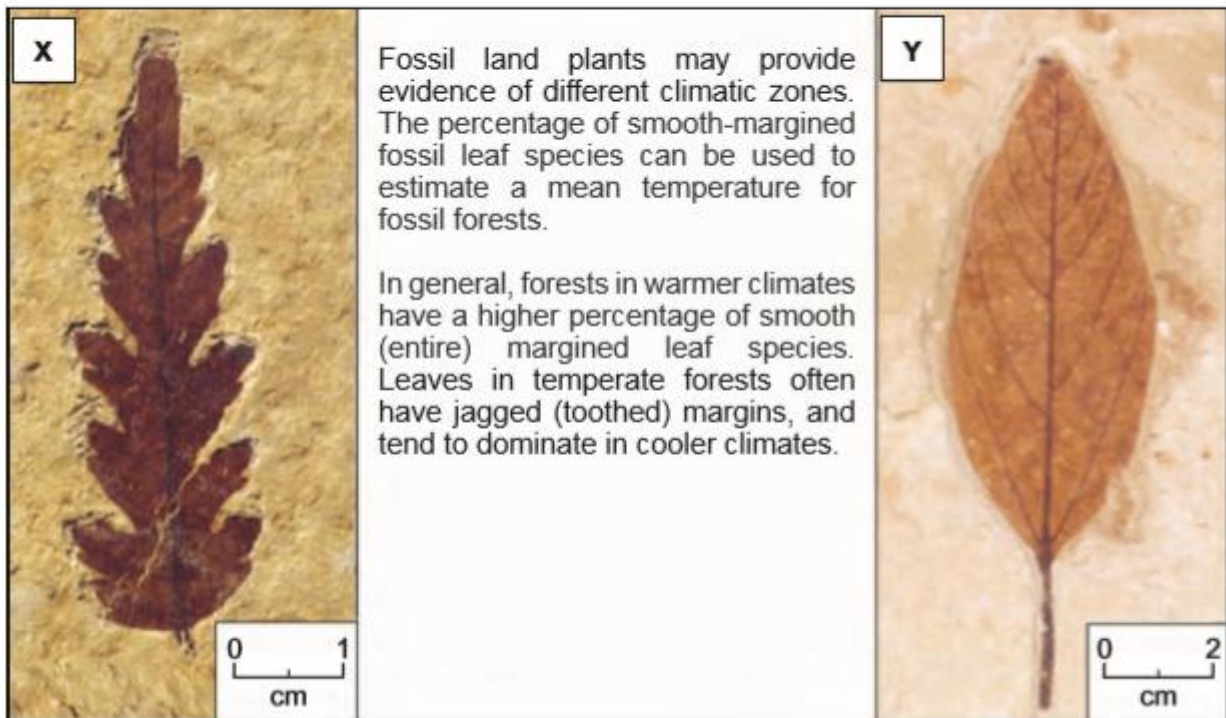 X
Fossil land plants may provide
evidence of different climatic zones.
The percentage of smooth-margined
fossil leaf species can be used to
estimate a mean temperature for
fossil forests.
In general, forests in warmer climates
have a higher percentage of smooth
(entire) margined leaf species.
Leaves in temperate forests often
have jagged (toothed) margins, and
tend to dominate in cooler climates.
Y
0 1
cm
0 2
cm